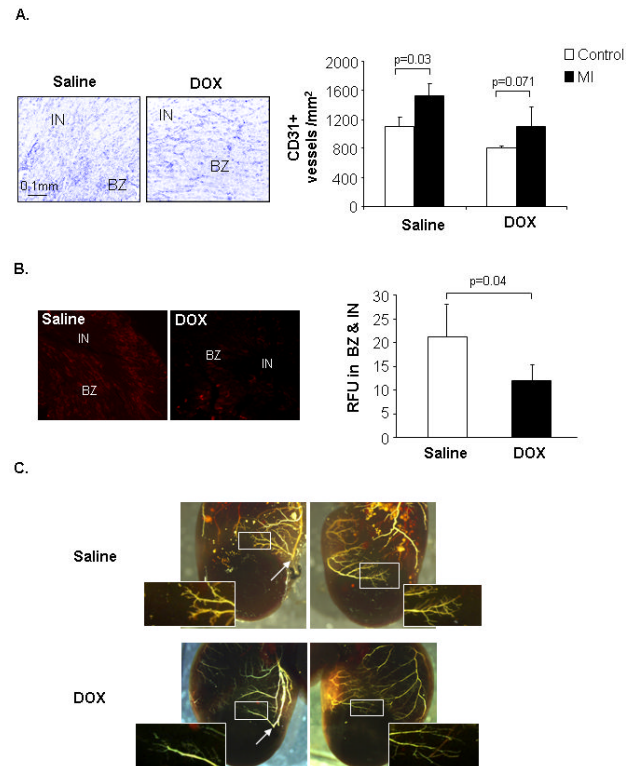 A.
Saline
DOX
IN
BZ
0.1mm
IN
BZ
CD31+
vessels /mm²
2000
1600
1200
800
400
0
p=0.03
p=0.071
Control
MI
Saline
DOX
B.
Saline
IN
BZ
DOX
BZ
IN
RFU in BZ & IN
30
25
20
15
10
5
0
p=0.04
Saline
DOX
C.
Saline
DOX